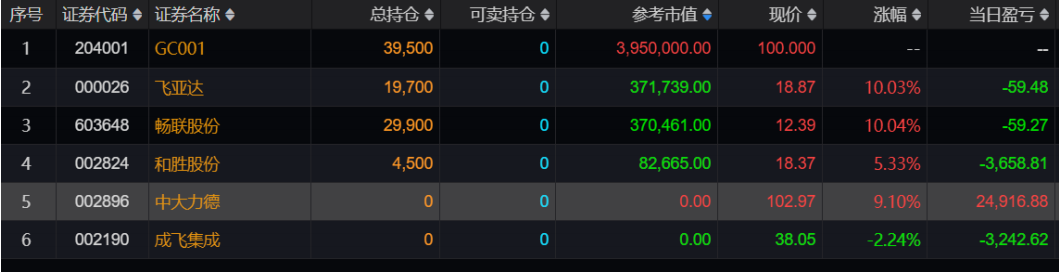 序号 证券代码 证券名称 总持仓 可卖持仓 参考市值 现价 涨幅 当日盈亏
1 204001 GC001 39,500 0 3,950,000.00 100.000 -- --
2 000026 飞亚达 19,700 0 371,739.00 18.87 10.03% -59.48
3 603648 畅联股份 29,900 0 370,461.00 12.39 10.04% -59.27
4 002824 和胜股份 4,500 0 82,665.00 18.37 5.33% -3,658.81
5 002896 中大力德 0 0 0.00 102.97 9.10% 24,916.88
6 002190 成飞集成 0 0 0.00 38.05 -2.24% -3,242.62